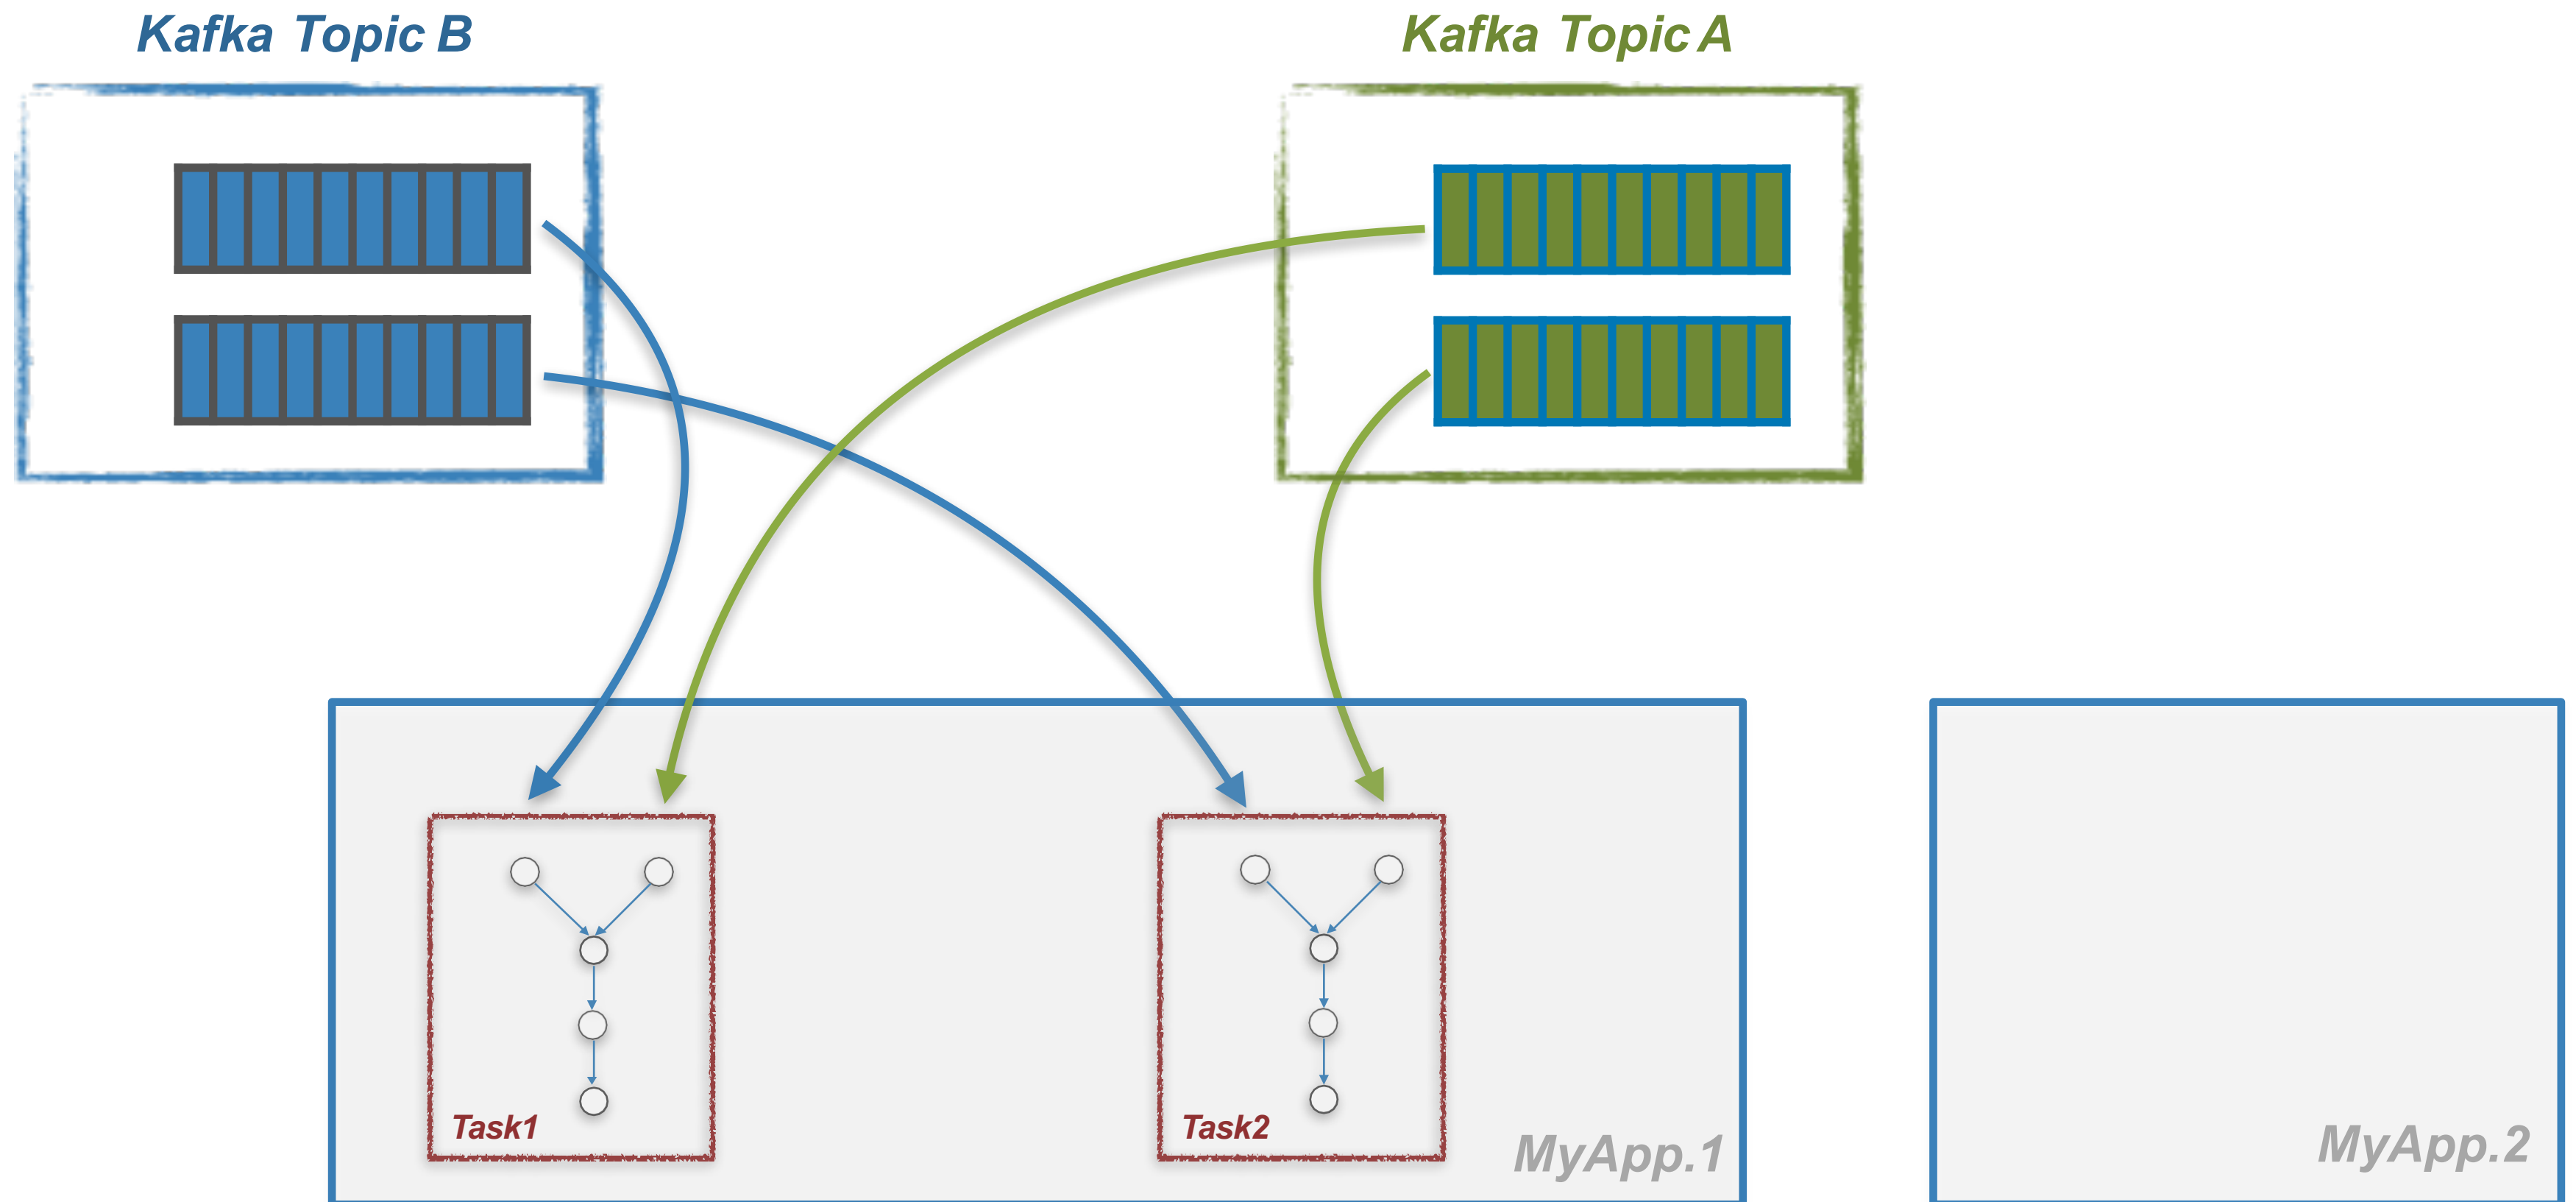 Kafka Topic B
Kafka Topic A
Task1
Task2
MyApp.1
MyApp.2